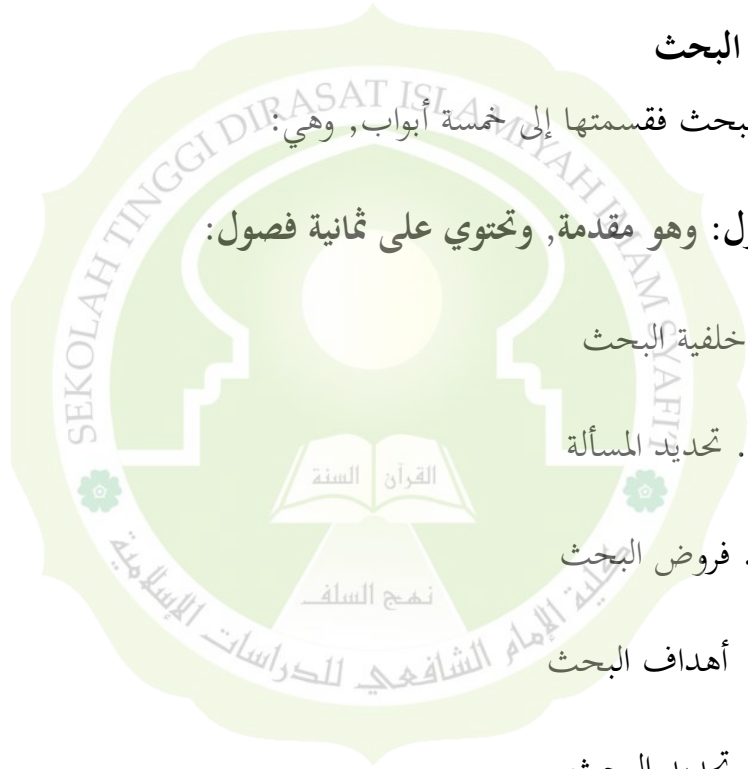 البحث
بحث فقسمتها إلى خمسة أبواب, وهي:
ول: وهو مقدمة, وتحتوي على ثمانية فصول:
خلفية البحث
. تحديد المسألة
. فروض البحث
أهداف البحث
SEKOLAH TINGGI DIRASAT ISLAMIYAH IMAM SYAFI'I
القرآن السنة
نهج السلف
كلية الإمام الشافعي للدراسات الإسلامية